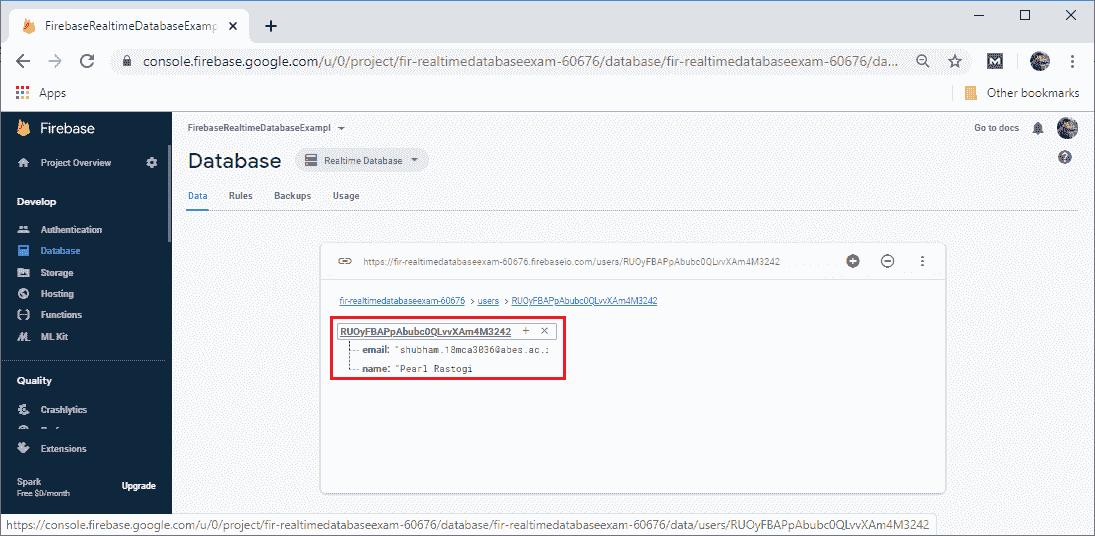 FirebaseRealtimeDatabaseExamp
console.firebase.google.com/u/0/project/fir-realtimedatabaseexam-60676/database/fir-realtimedatabaseexam-60676/da...
Apps
Other bookmarks
Firebase
FirebaseRealtimeDatabaseExampl
Go to docs
Project Overview
Database
Realtime Database
Data Rules Backups Usage
Develop
Authentication
Database
Storage
Hosting
Functions
ML Kit
https://fir-realtimedatabaseexam-60676.firebaseio.com/users/RUOyFBAPpAbubc0QLvvXAm4M3242
fir-realtimedatabaseexam-60676 > users > RUOyFBAPpAbubc0QLvvXAm4M3242
RUOyFBAPpAbubc0QLvvXAm4M3242 + ×
email: "shubham.18mca3036@abes.ac.:
name: "Pearl Rastogi
Quality
Crashlytics
Extensions
Spark
Free $0/month
Upgrade
https://console.firebase.google.com/u/0/project/fir-realtimedatabaseexam-60676/database/fir-realtimedatabaseexam-60676/data/users/RUOyFBAPpAbubc0QLvvXAm4M3242